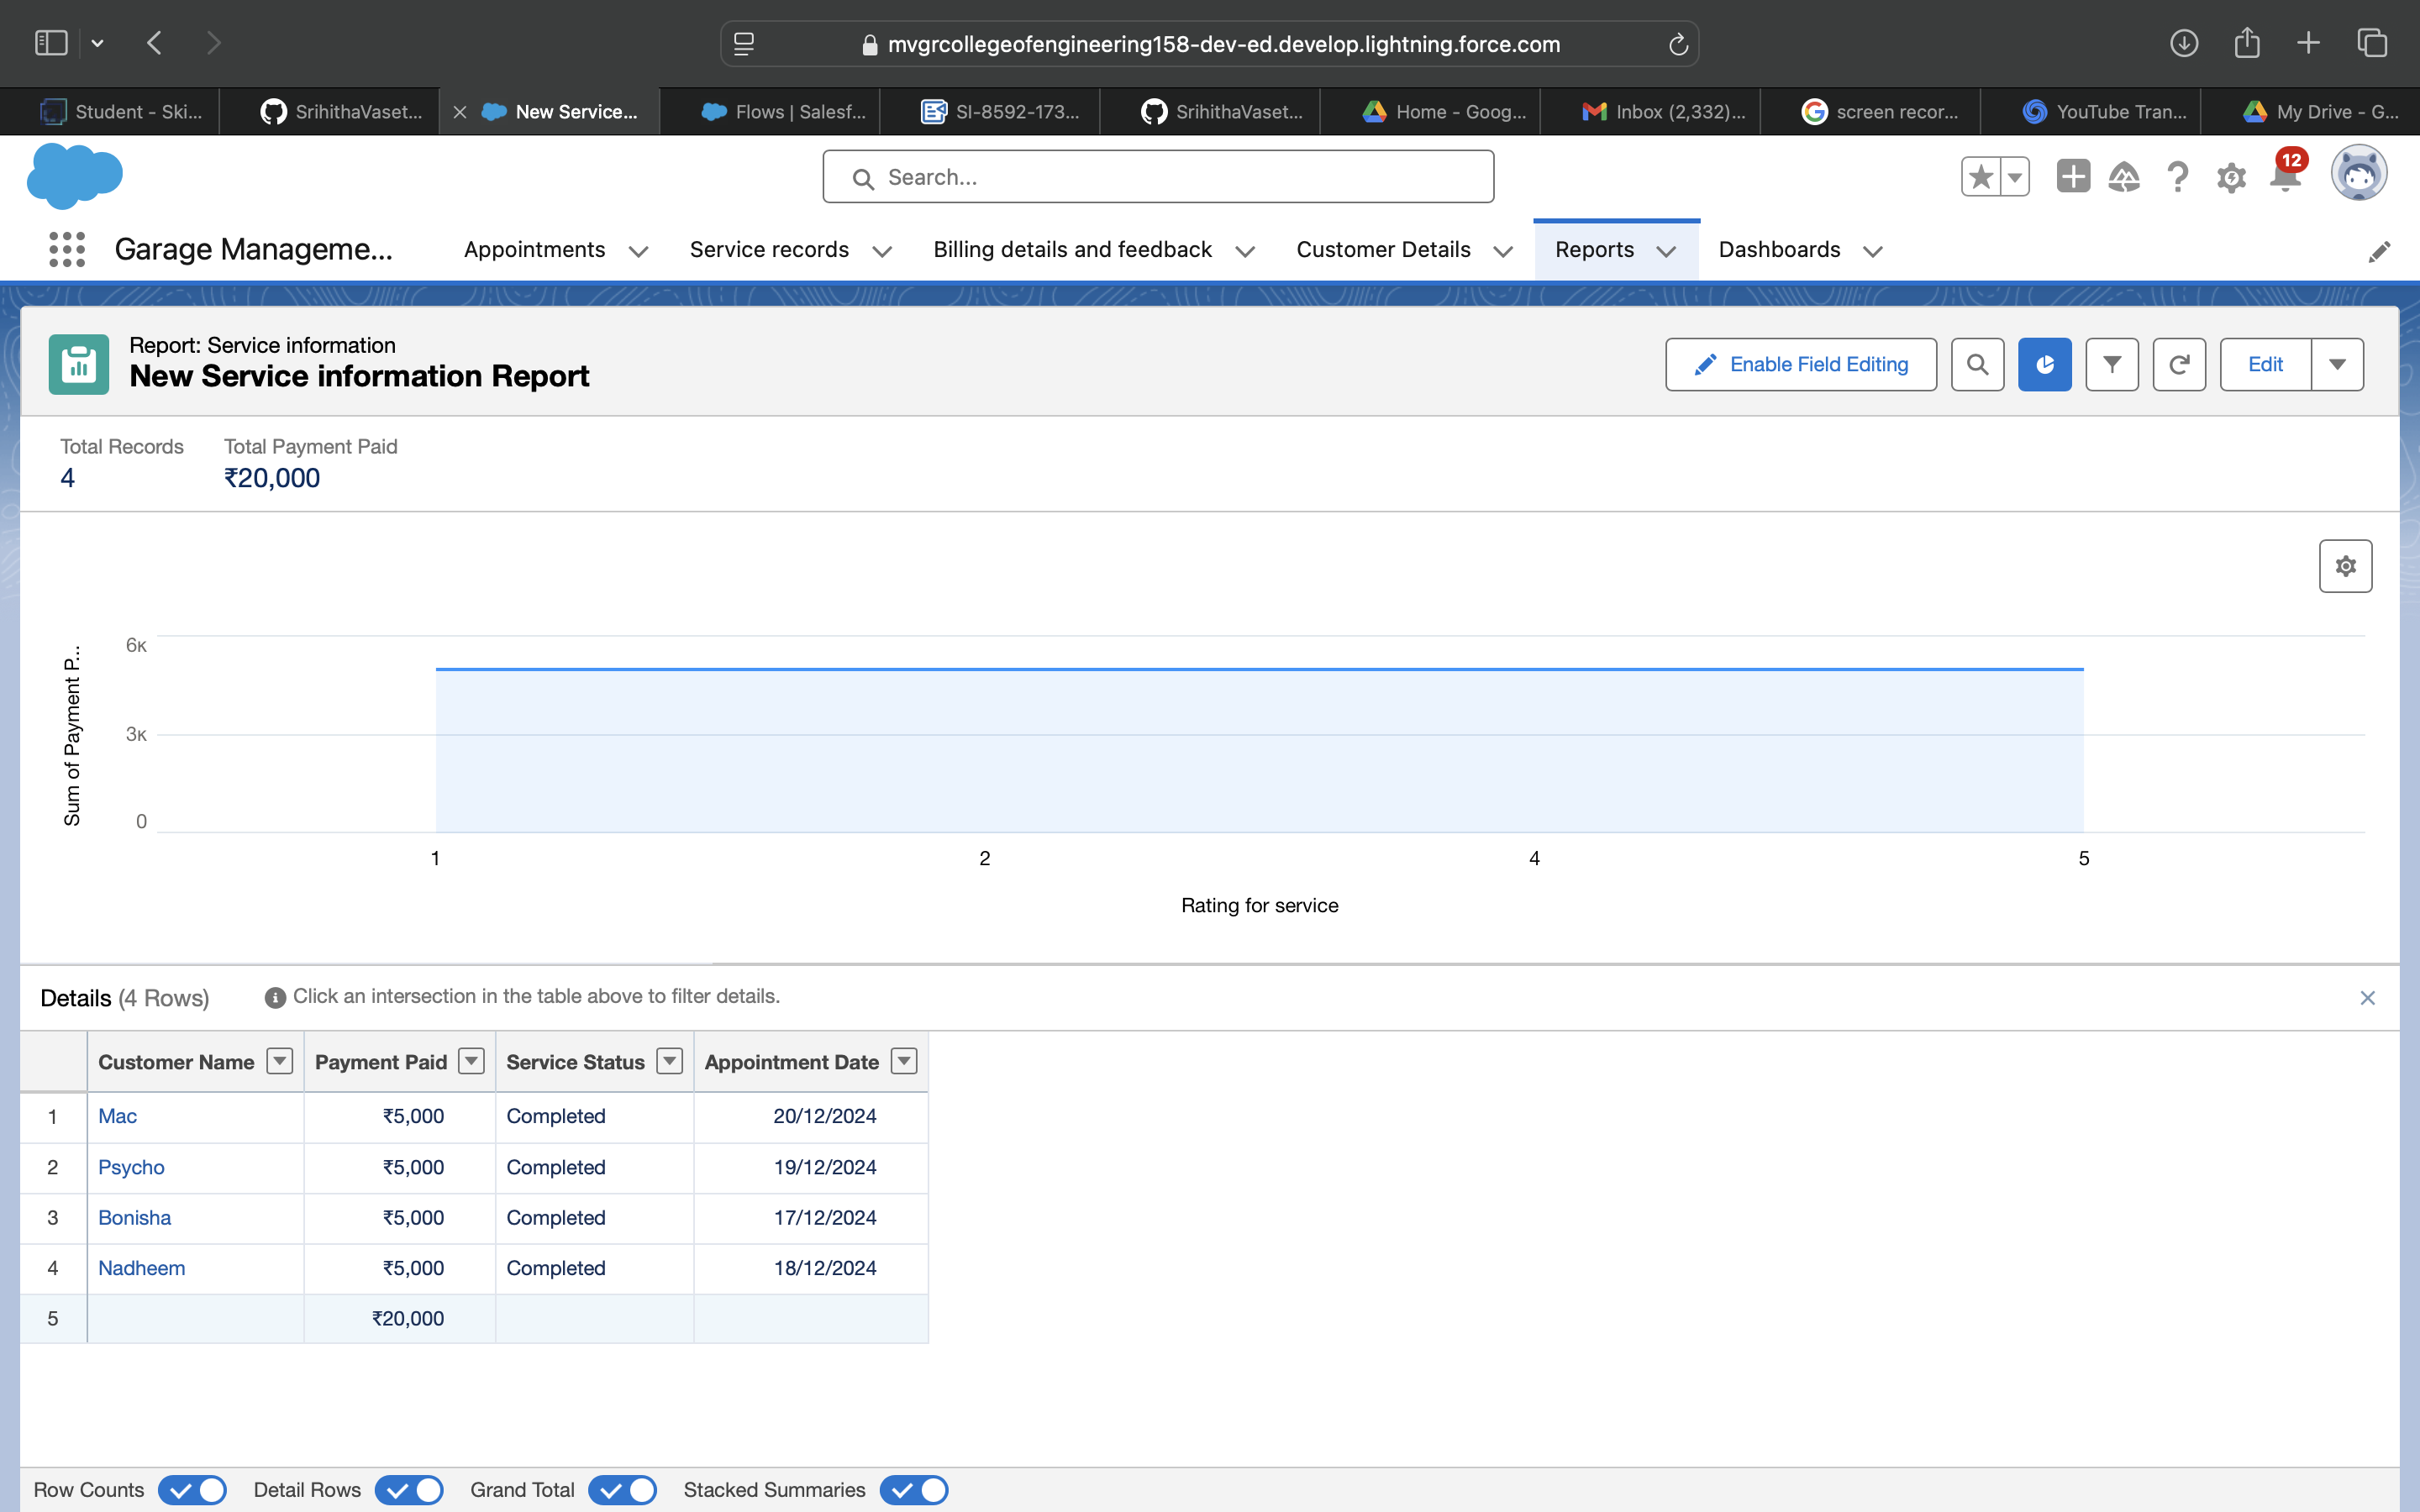 mvgrcollegeofengineering158-dev-ed.develop.lightning.force.com
Student - Ski... SrihithaVaset... New Service... Flows | Salesf... SI-8592-173... SrihithaVaset... Home - Goog... Inbox (2,332)... screen recor... YouTube Tran... My Drive - G...
Search... 12
Garage Manageme... Appointments Service records Billing details and feedback Customer Details Reports Dashboards
Report: Service information
New Service information Report
Enable Field Editing Edit
Total Records Total Payment Paid
4 ₹20,000
Sum of Payment P...
6K
3K
0
1 2 4 5
Rating for service
Details (4 Rows) Click an intersection in the table above to filter details.
Customer Name Payment Paid Service Status Appointment Date
1 Mac ₹5,000 Completed 20/12/2024
2 Psycho ₹5,000 Completed 19/12/2024
3 Bonisha ₹5,000 Completed 17/12/2024
4 Nadheem ₹5,000 Completed 18/12/2024
5 ₹20,000
Row Counts Detail Rows Grand Total Stacked Summaries